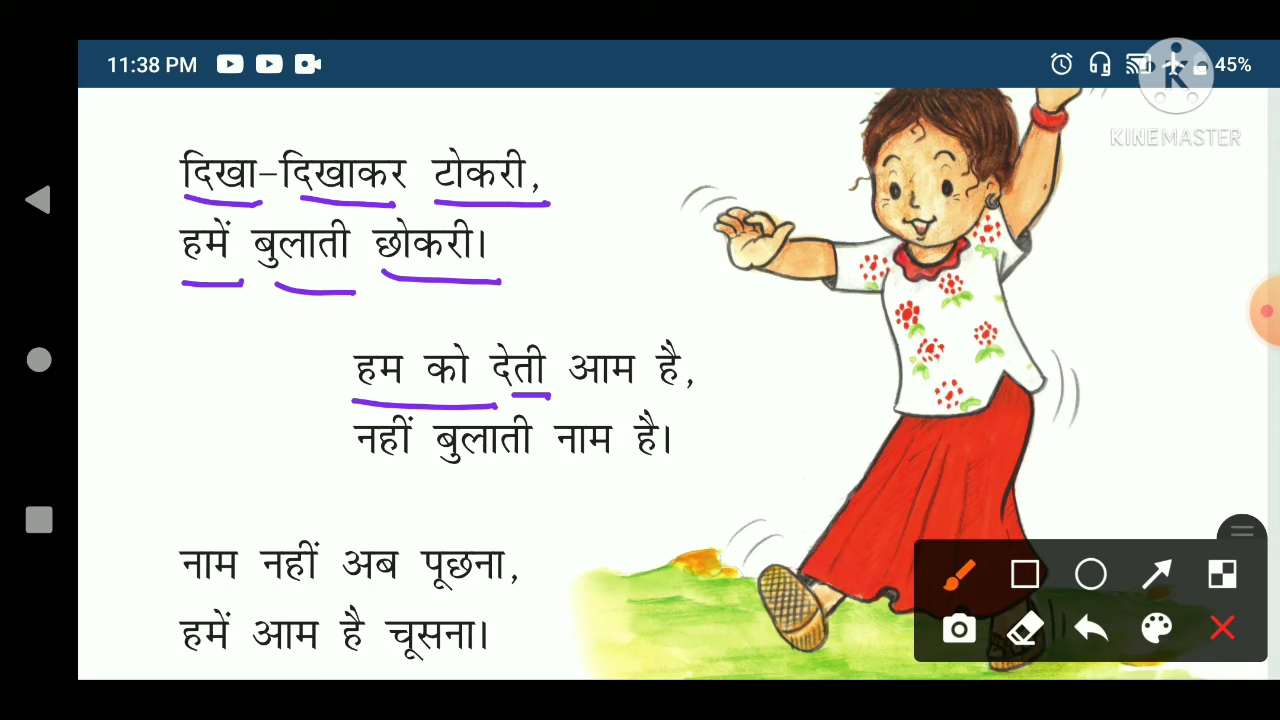 11:38 PM
45%
KINEMASTER
दिखा-दिखाकर टोकरी,
हमें बुलाती छोकरी।
हम को देती आम है,
नहीं बुलाती नाम है।
नाम नहीं अब पूछना,
हमें आम है चूसना।